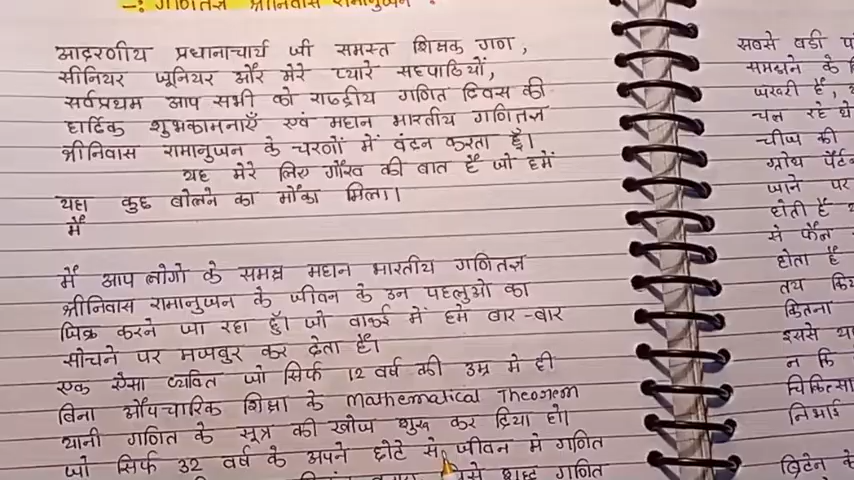 -: गणितज्ञ श्रीनिवास रामानुजन :
आदरणीय प्रधानाचार्य जी समस्त शिक्षक गण,
सीनियर जूनियर और मेरे प्यारे सहपाठियों,
सर्वप्रथम आप सभी को राष्ट्रीय गणित दिवस की
हार्दिक शुभकामनाएँ एवं महान भारतीय गणितज्ञ
श्रीनिवास रामानुजन के चरणों में वंदन करता हूँ।
यह मेरे लिए गौरव की बात है जो हमें
यहा कुछ बोलने का मौका मिला।
मैं
मैं आप लोगो के समक्ष महान भारतीय गणितज्ञ
श्रीनिवास रामानुजन के जीवन के उन पहलुओ का
जिक्र करने जा रहा हूँ। जो वाकई में हमे बार-बार
सोचने पर मजबुर कर देता है।
एक ऐसा व्यक्ति जो सिर्फ 12 वर्ष की उम्र मे ही
बिना औपचारिक शिक्षा के Mathematical Theorem
यानी गणित के सूत्र की खोज शुरू कर दिया हो।
जो सिर्फ 32 वर्ष के अपने छोटे से जीवन मे गणित
शब्द गणित
सबसे बडी
समझने के
जरूरी है,
चल रहे थे
चीज की
ग्रोथ पैटर्न
जाने पर
होती है
से फैल
होता है
तय
कितना
इससे
न कि
चिकित्सा
निभाई
ब्रिटेन के